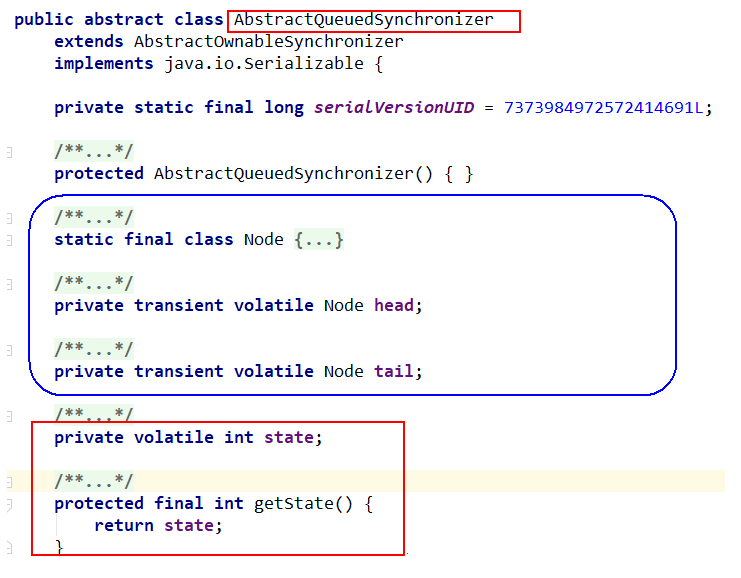 public abstract class AbstractQueuedSynchronizer
extends AbstractOwnableSynchronizer
implements java.io.Serializable {
private static final long serialVersionUID = 7373984972572414691L;
/**...*/
protected AbstractQueuedSynchronizer() { }
/**...*/
static final class Node {...}
/**...*/
private transient volatile Node head;
/**...*/
private transient volatile Node tail;
/**...*/
private volatile int state;
/**...*/
protected final int getState() {
return state;
}